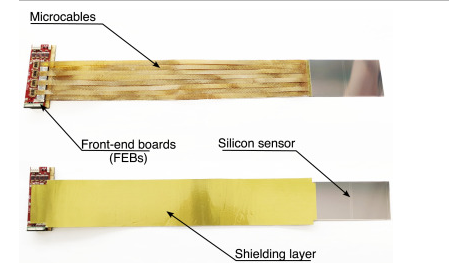 Microcables
Front-end boards
(FEBs)
Silicon sensor
Shielding layer